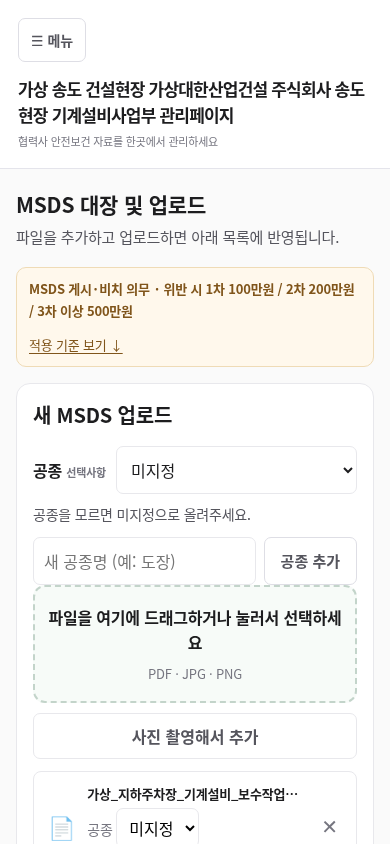 ☰ 메뉴
가상 송도 건설현장 가상대한산업건설 주식회사 송도
현장 기계설비사업부 관리페이지
협력사 안전보건 자료를 한곳에서 관리하세요
MSDS 대장 및 업로드
파일을 추가하고 업로드하면 아래 목록에 반영됩니다.
MSDS 게시·비치 의무 · 위반 시 1차 100만원 / 2차 200만원
/ 3차 이상 500만원
적용 기준 보기 ↓
새 MSDS 업로드
공종 선택사항 미지정
공종을 모르면 미지정으로 올려주세요.
새 공종명 (예: 도장) 공종 추가
파일을 여기에 드래그하거나 눌러서 선택하세
요
PDF · JPG · PNG
사진 촬영해서 추가
가상_지하주차장_기계설비_보수작업…
공종 미지정 ✕